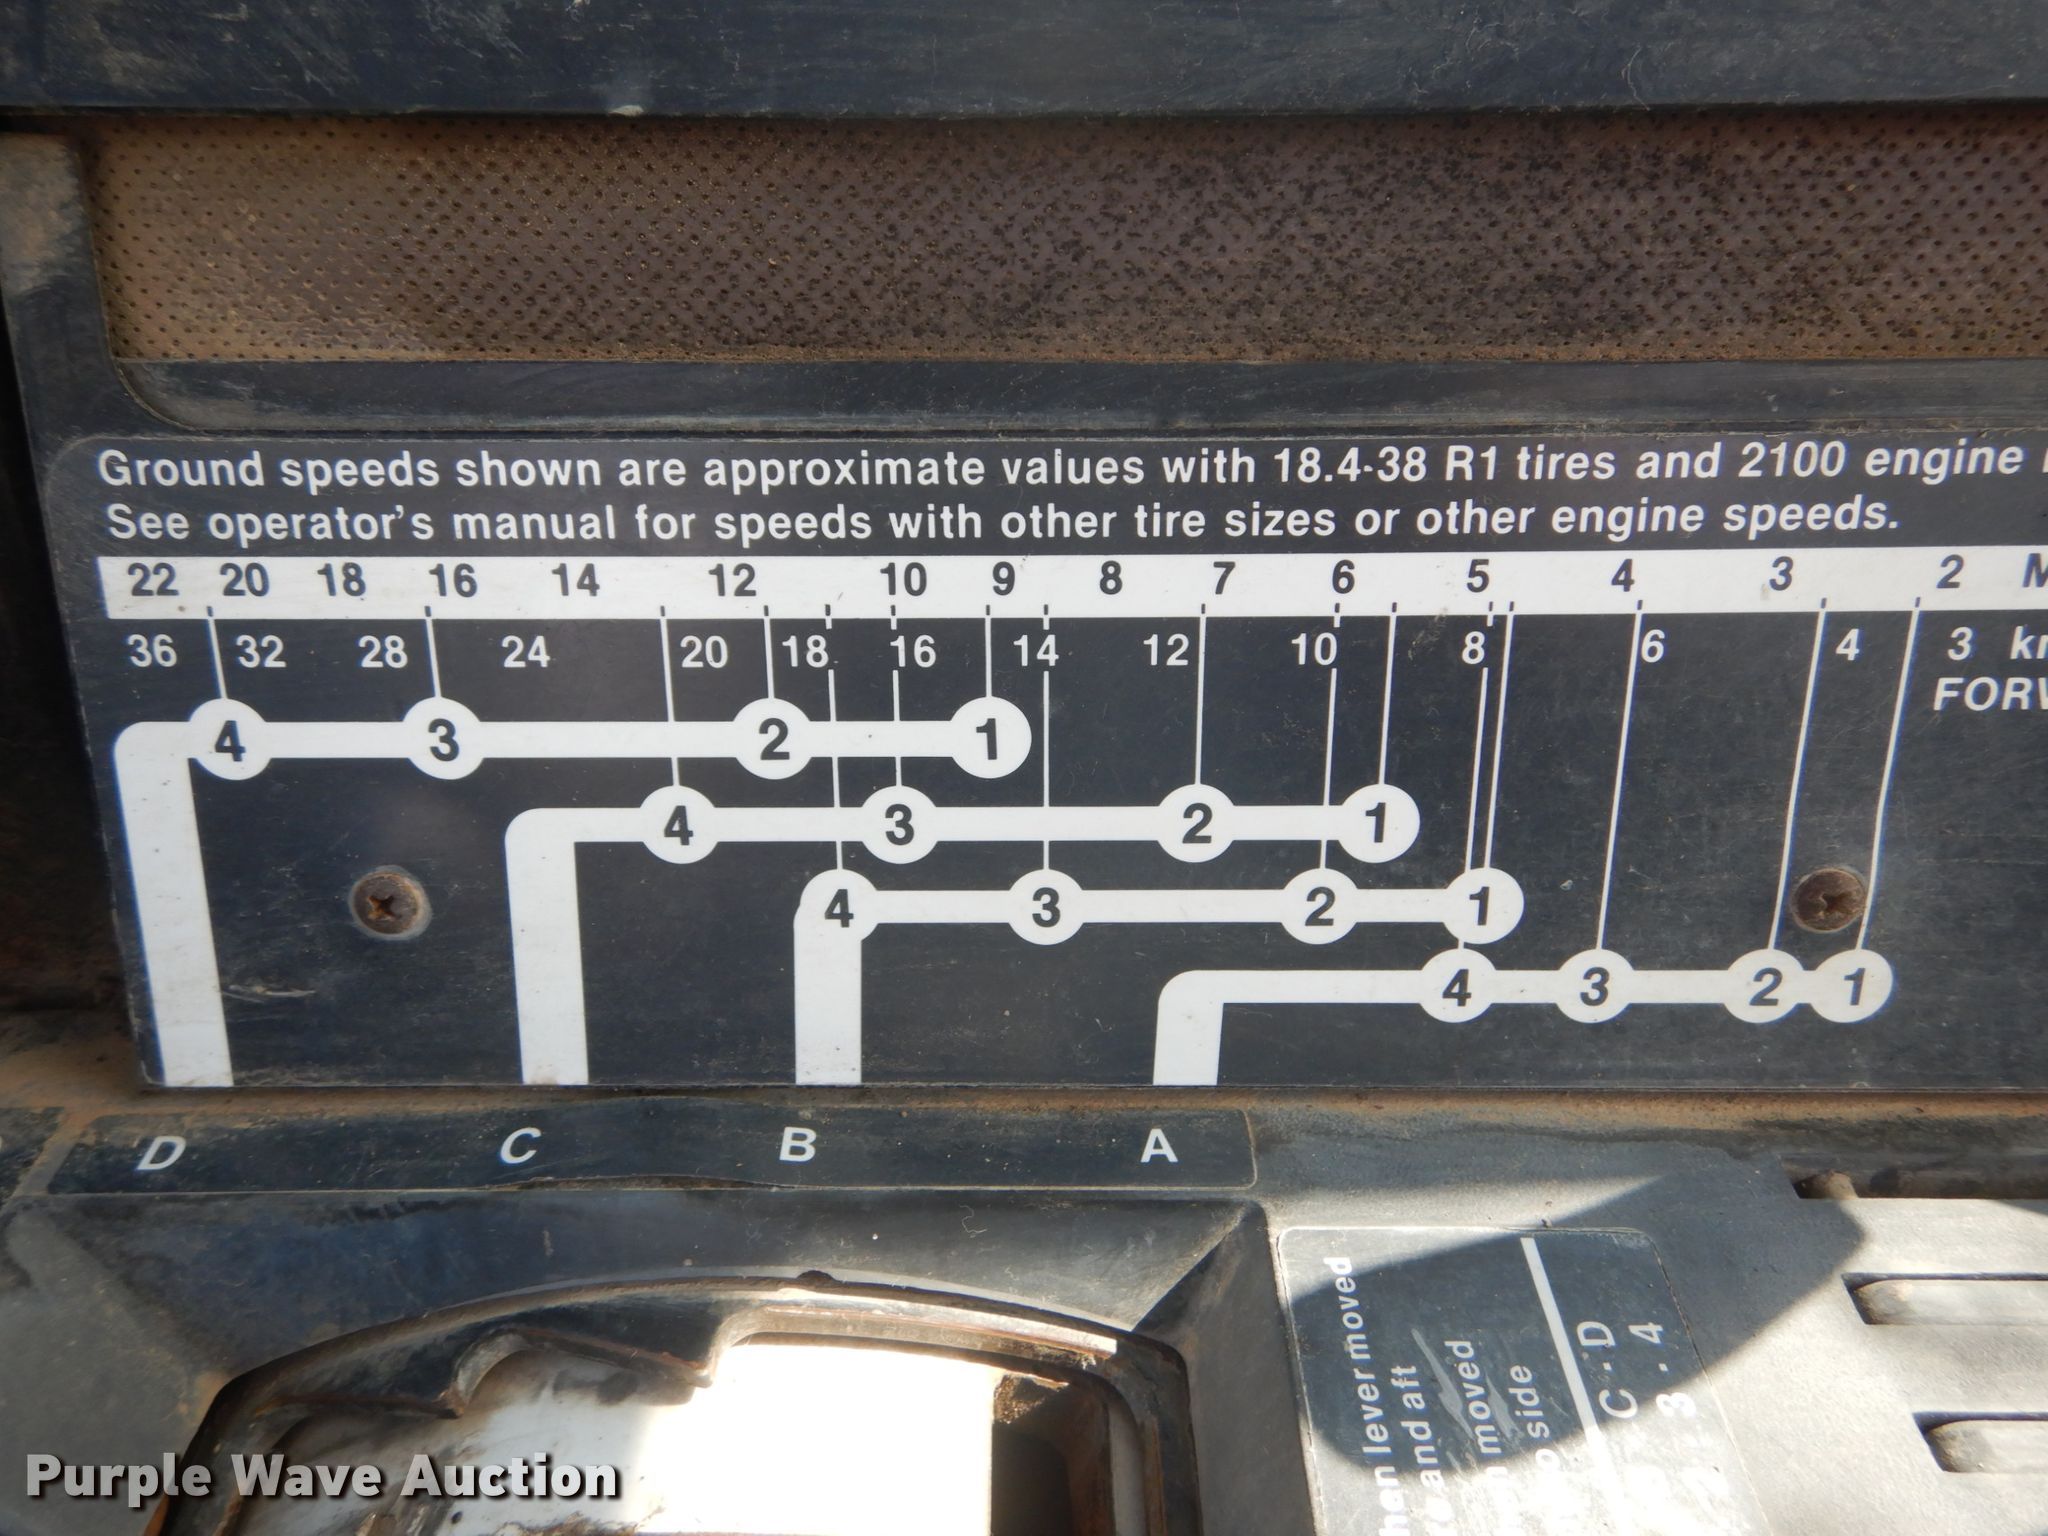 Ground speeds shown are approximate values with 18.4-38 R1 tires and 2100 engine
See operator's manual for speeds with other tire sizes or other engine speeds.
22 20 18 16 14 12 10 9 8 7 6 5 4 3 2 M
36 32 28 24 20 18 16 14 12 10 8 6 4 3 km
FORW
4 3 2 1
4 3 2 1
4 3 2 1
4 3 2 1
D C B A
hen lever moved
and aft
moved
o side
C - D
3 - 4
Purple Wave Auction